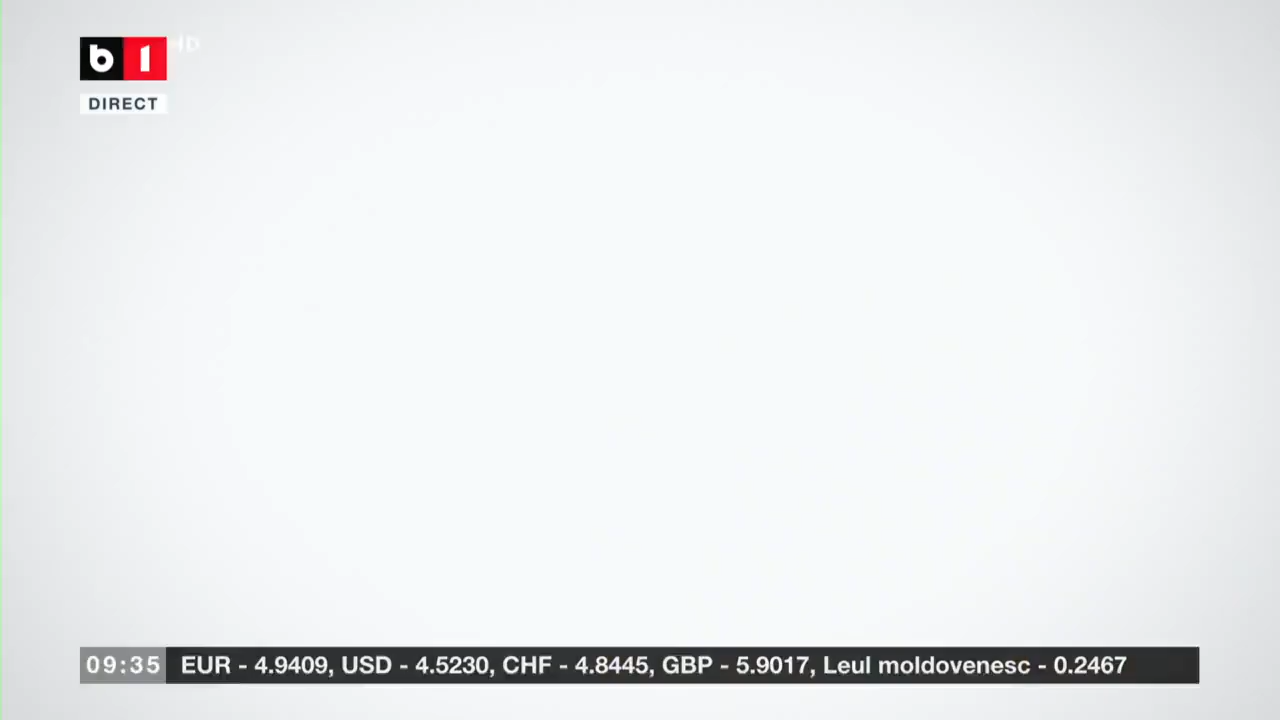 b1 HD
DIRECT
09:35 EUR - 4.9409, USD - 4.5230, CHF - 4.8445, GBP - 5.9017, Leul moldovenesc - 0.2467